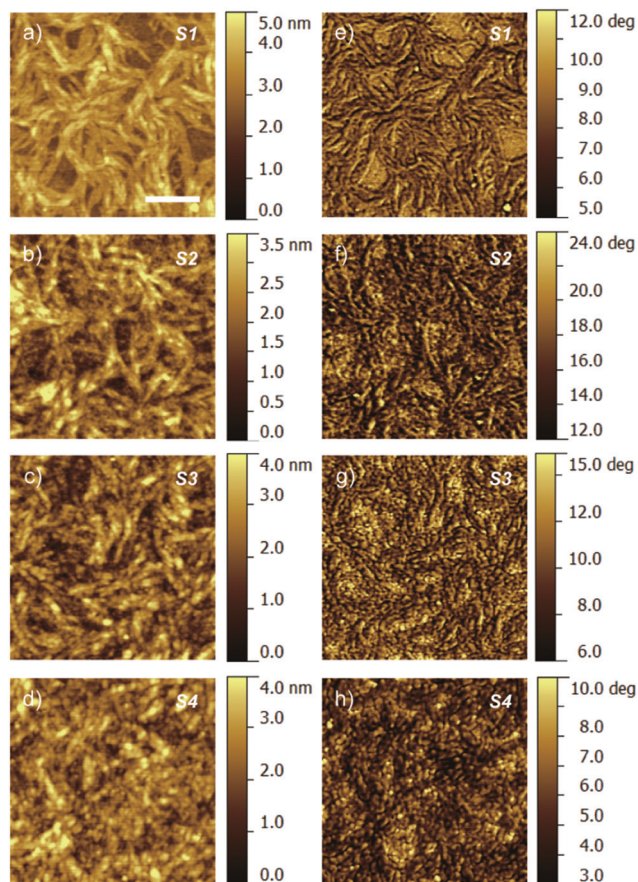 a) S1
5.0 nm
4.0
3.0
2.0
1.0
0.0
e) S1
12.0 deg
10.0
9.0
8.0
7.0
5.0
b) S2
3.5 nm
2.5
2.0
1.5
1.0
0.5
0.0
f) S2
24.0 deg
20.0
18.0
16.0
14.0
12.0
c) S3
4.0 nm
3.0
2.0
1.0
0.0
g) S3
15.0 deg
12.0
10.0
8.0
6.0
d) S4
4.0 nm
3.0
2.0
1.0
0.0
h) S4
10.0 deg
8.0
7.0
6.0
5.0
4.0
3.0